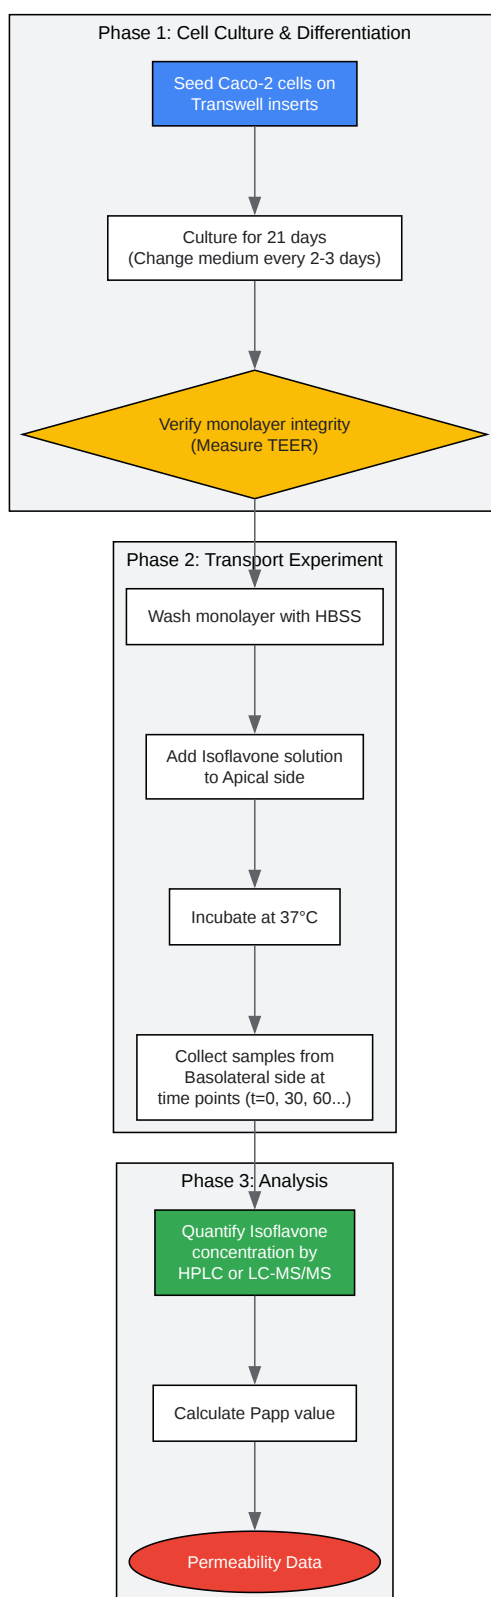 Phase 1: Cell Culture & Differentiation
Seed Caco-2 cells on
Transwell inserts
Culture for 21 days
(Change medium every 2-3 days)
Verify monolayer integrity
(Measure TEER)
Phase 2: Transport Experiment
Wash monolayer with HBSS
Add Isoflavone solution
to Apical side
Incubate at 37°C
Collect samples from
Basolateral side at
time points (t=0, 30, 60...)
Phase 3: Analysis
Quantify Isoflavone
concentration by
HPLC or LC-MS/MS
Calculate Papp value
Permeability Data